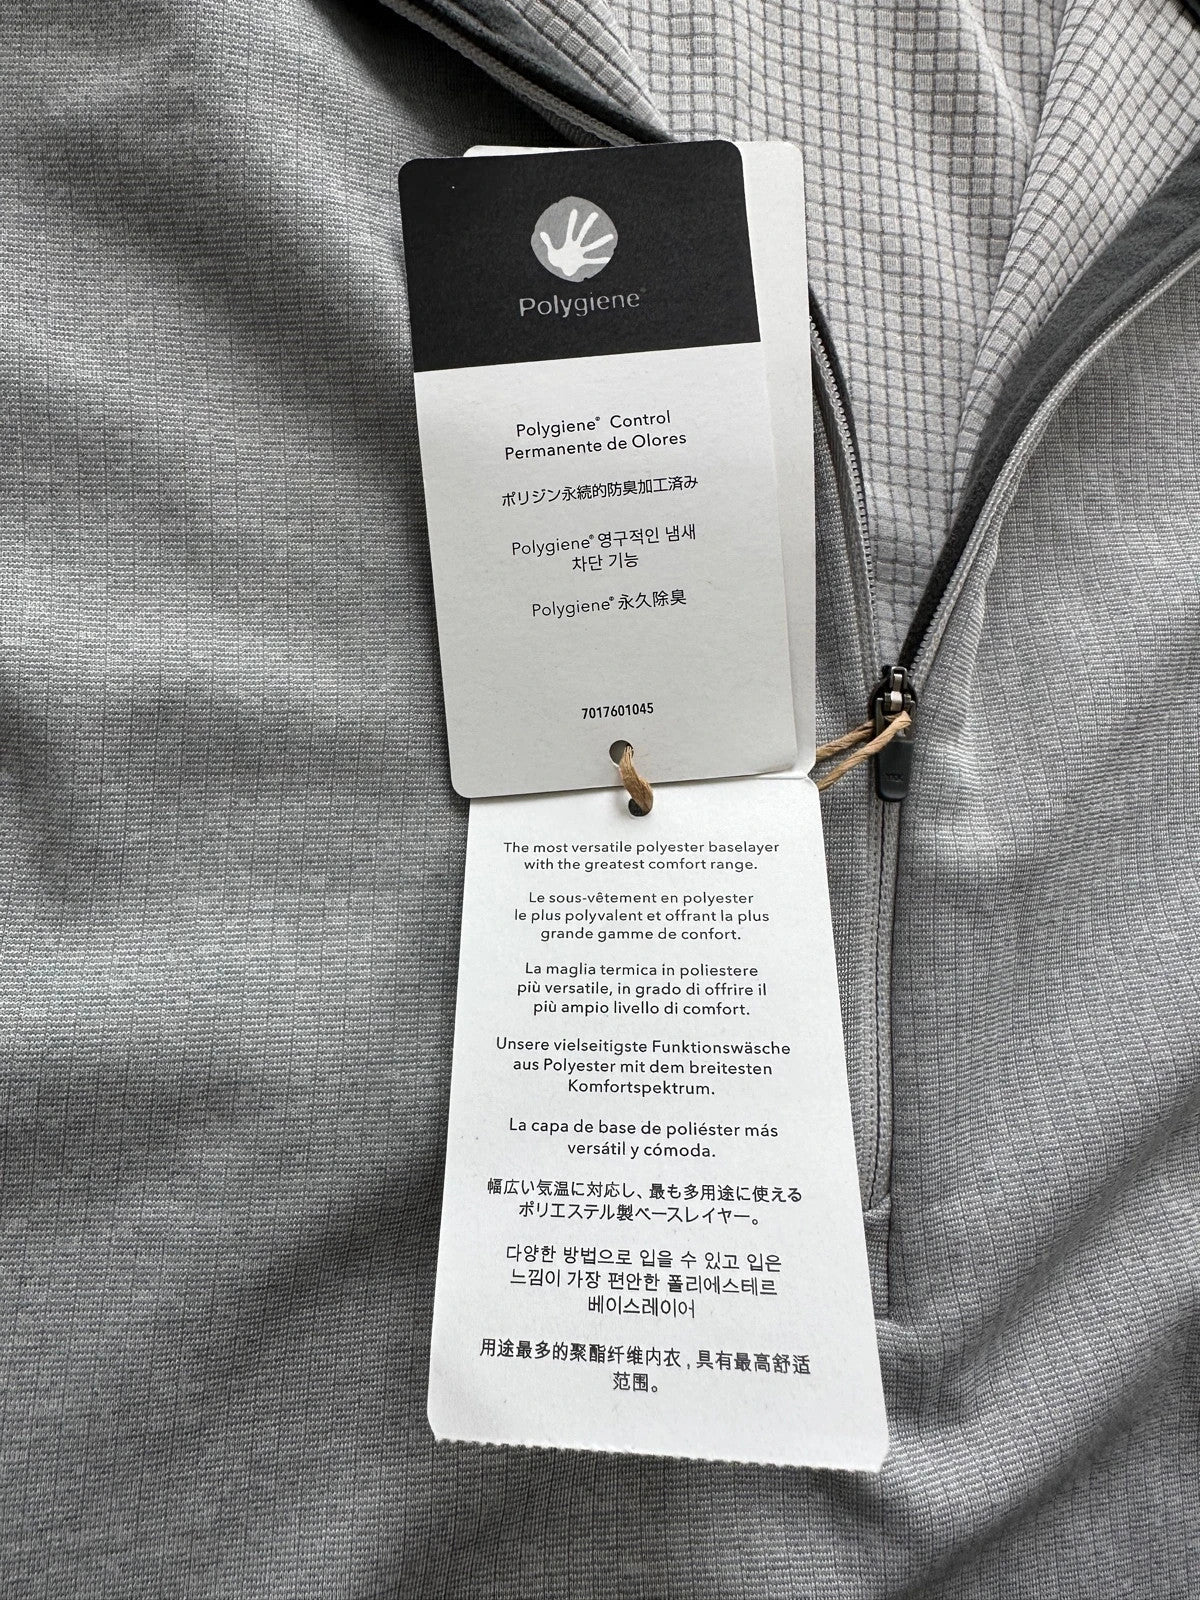 Polygiene®
Polygiene® Control
Permanente de Olores
ポリジン永続的防臭加工済み
Polygiene® 영구적인 냄새
차단 기능
Polygiene® 永久除臭
7017601045
YKK
The most versatile polyester baselayer
with the greatest comfort range.
Le sous-vêtement en polyester
le plus polyvalent et offrant la plus
grande gamme de confort.
La maglia termica in poliestere
più versatile, in grado di offrire il
più ampio livello di comfort.
Unsere vielseitigste Funktionswäsche
aus Polyester mit dem breitesten
Komfortspektrum.
La capa de base de poliéster más
versátil y cómoda.
幅広い気温に対応し、最も多用途に使える
ポリエステル製ベースレイヤー。
다양한 방법으로 입을 수 있고 입은
느낌이 가장 편안한 폴리에스테르
베이스레이어
用途最多的聚酯纤维内衣，具有最高舒适
范围。